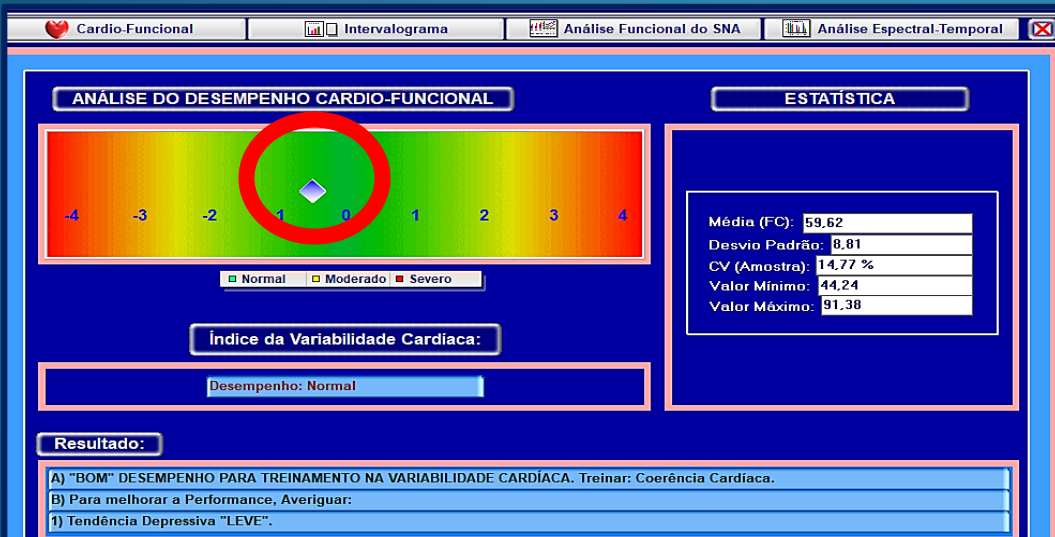 Cardio-Funcional Intervalograma Análise Funcional do SNA Análise Espectral-Temporal
ANÁLISE DO DESEMPENHO CARDIO-FUNCIONAL
-4 -3 -2 -1 0 1 2 3 4
Normal Moderado Severo
Índice da Variabilidade Cardíaca:
Desempenho: Normal
ESTATÍSTICA
Média (FC): 59,62
Desvio Padrão: 8,81
CV (Amostra): 14,77 %
Valor Mínimo: 44,24
Valor Máximo: 91,38
Resultado:
A) "BOM" DESEMPENHO PARA TREINAMENTO NA VARIABILIDADE CARDÍACA. Treinar: Coerência Cardíaca.
B) Para melhorar a Performance, Averiguar:
1) Tendência Depressiva "LEVE".